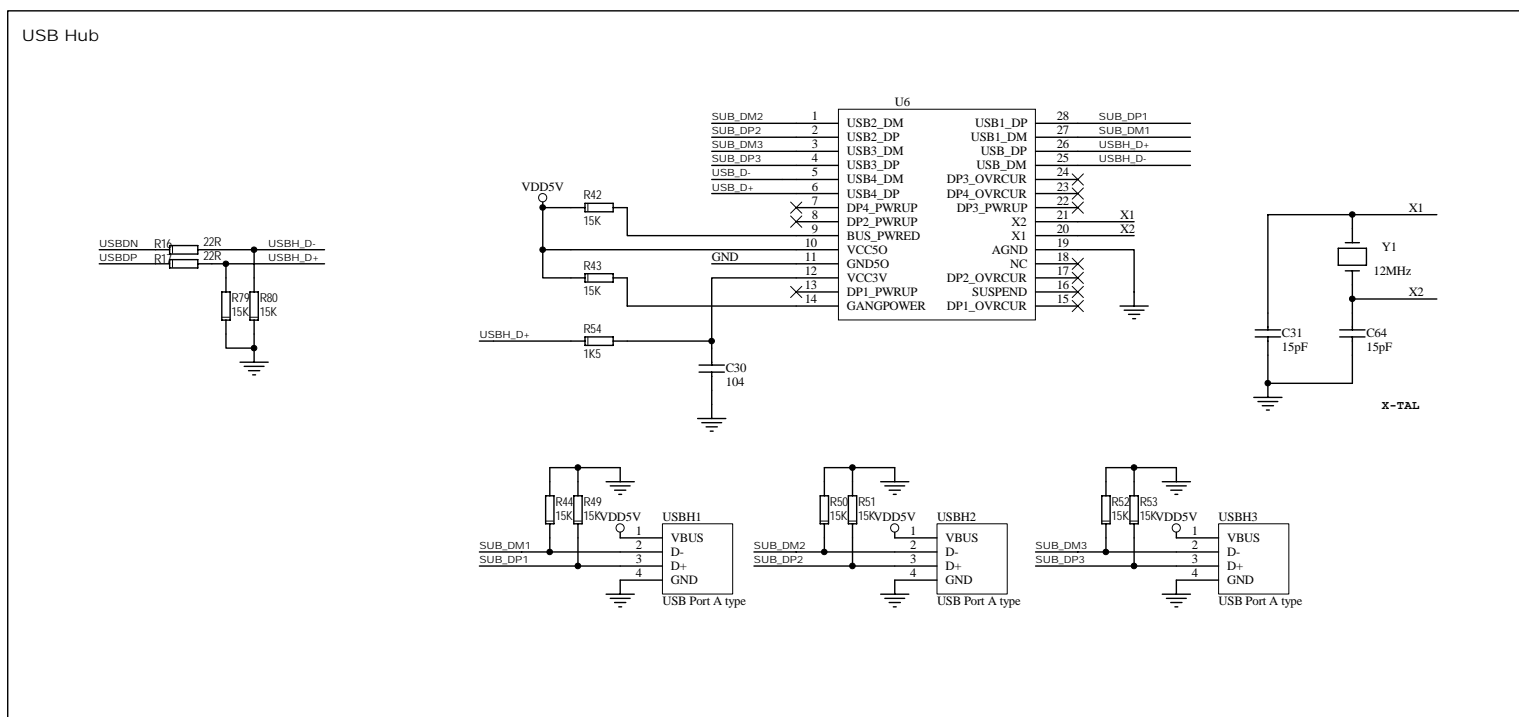 USB Hub
USBDN R16 22R USBH_D-
USBDP R17 22R USBH_D+
R79 15K
R80 15K
VDD5V
R42
15K
R43
15K
GND
USBH_D+ R54
1K5
C30
104
U6
SUB_DM2 1 USB2_DM
SUB_DP2 2 USB2_DP
SUB_DM3 3 USB3_DM
SUB_DP3 4 USB3_DP
USB_D- 5 USB4_DM
USB_D+ 6 USB4_DP
7 DP4_PWRUP
8 DP2_PWRUP
9 BUS_PWRED
10 VCC5O
11 GND5O
12 VCC3V
13 DP1_PWRUP
14 GANGPOWER
USB1_DP 28 SUB_DP1
USB1_DM 27 SUB_DM1
USB_DP 26 USBH_D+
USB_DM 25 USBH_D-
DP3_OVRCUR 24
DP4_OVRCUR 23
DP3_PWRUP 22
X2 21 X1
X1 20 X2
AGND 19
NC 18
DP2_OVRCUR 17
SUSPEND 16
DP1_OVRCUR 15
X1
Y1
12MHz
X2
C31
15pF
C64
15pF
X-TAL
R44
15K
R49
15K
VDD5V
USBH1
1 VBUS
SUB_DM1 2 D-
SUB_DP1 3 D+
4 GND
USB Port A type
R50
15K
R51
15K
VDD5V
USBH2
1 VBUS
SUB_DM2 2 D-
SUB_DP2 3 D+
4 GND
USB Port A type
R52
15K
R53
15K
VDD5V
USBH3
1 VBUS
SUB_DM3 2 D-
SUB_DP3 3 D+
4 GND
USB Port A type